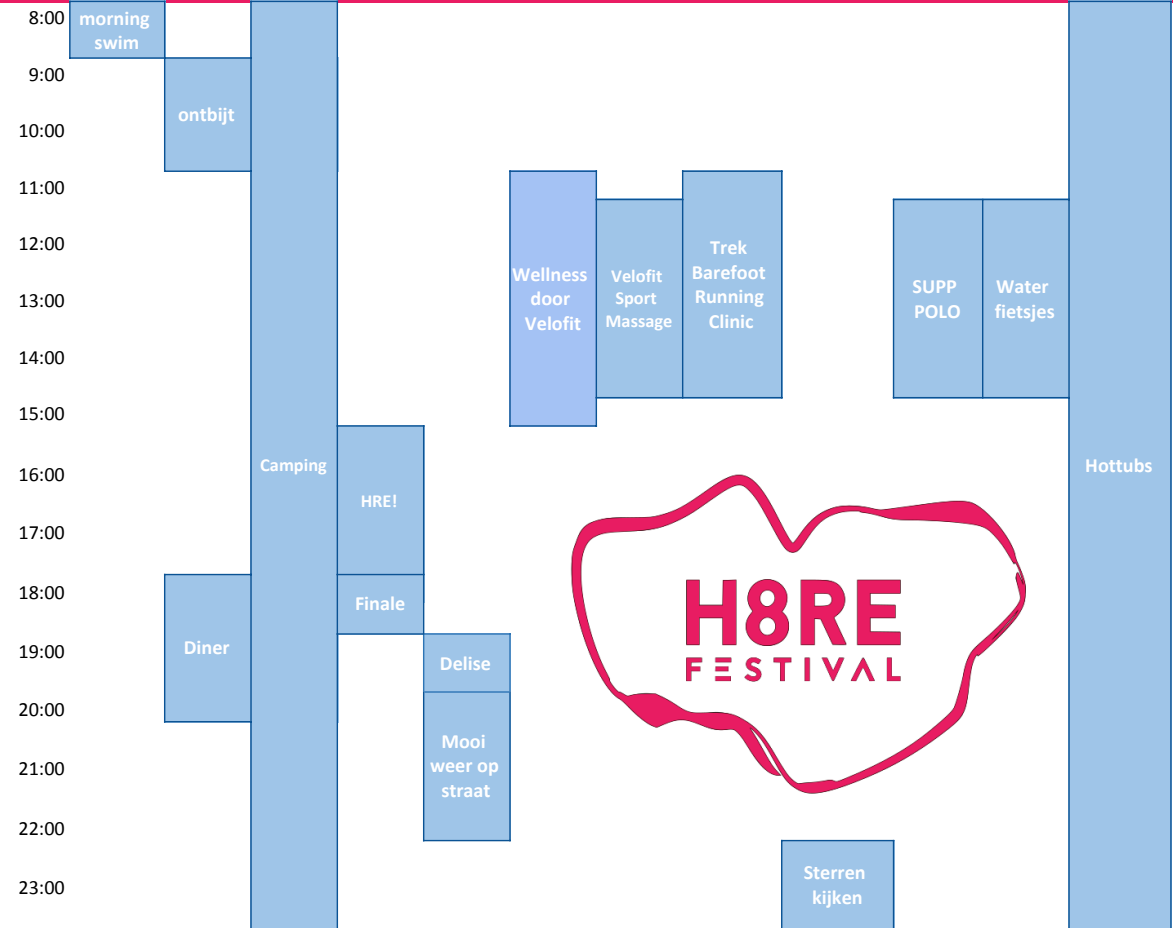 8:00
morning
swim
9:00
ontbijt
10:00
11:00
12:00
Trek
Barefoot
Running
Clinic
Wellness
door
Velofit
Velofit
Sport
Massage
SUPP
POLO
Water
fietsjes
13:00
14:00
15:00
16:00
Camping
Hottubs
HRE!
17:00
18:00
Finale
H8RE
FESTIVAL
19:00
Diner
Delise
20:00
Mooi
weer op
straat
21:00
22:00
23:00
Sterren
kijken